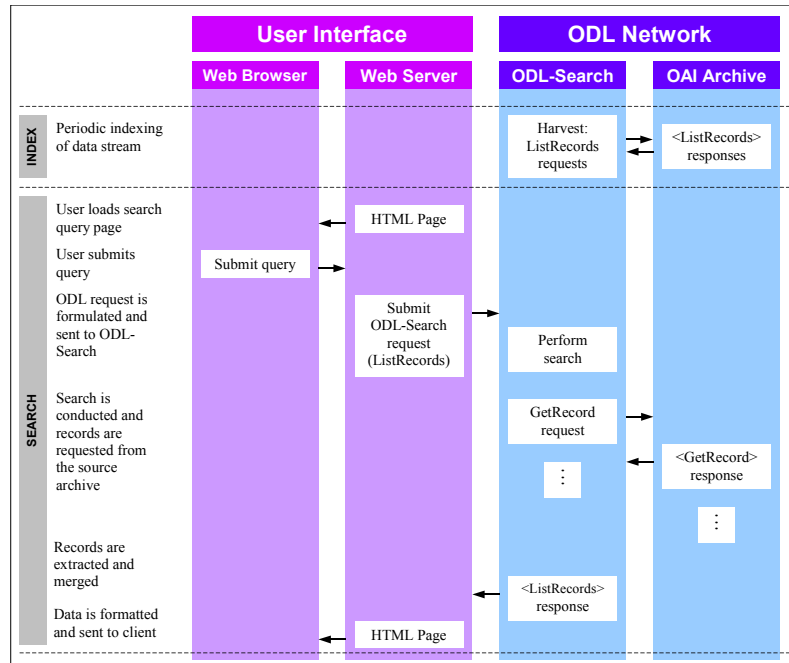 User Interface
ODL Network
Web Browser
Web Server
ODL-Search
OAI Archive
INDEX
Periodic indexing
of data stream
Harvest:
ListRecords
requests
<ListRecords>
responses
SEARCH
User loads search
query page
HTML Page
User submits
query
Submit query
ODL request is
formulated and
sent to ODL-
Search
Submit
ODL-Search
request
(ListRecords)
Perform
search
Search is
conducted and
records are
requested from
the source
archive
GetRecord
request
<GetRecord>
response
⋮
⋮
Records are
extracted and
merged
<ListRecords>
response
Data is formatted
and sent to client
HTML Page